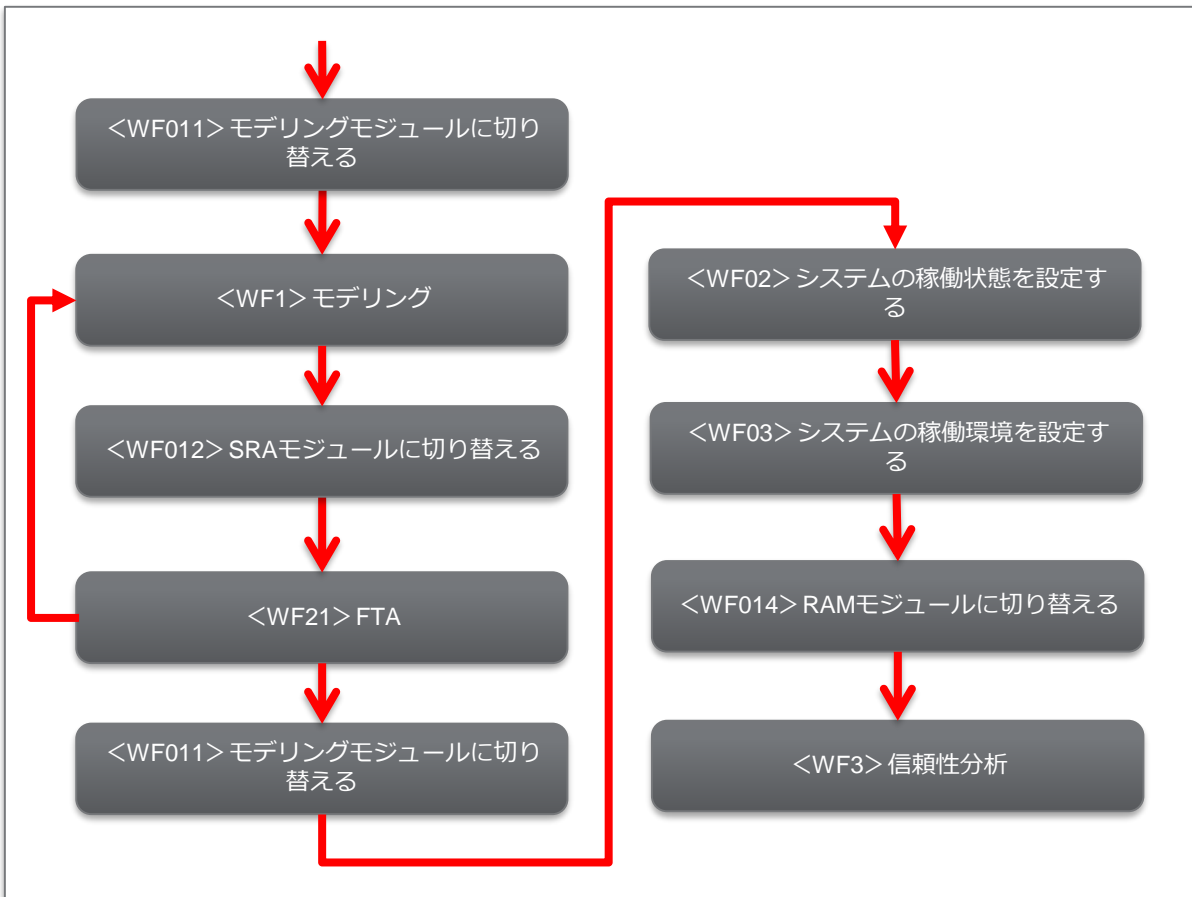 ＜WF011＞モデリングモジュールに切り
替える
＜WF1＞モデリング
＜WF012＞SRAモジュールに切り替える
＜WF21＞FTA
＜WF011＞モデリングモジュールに切り
替える
＜WF02＞システムの稼働状態を設定す
る
＜WF03＞システムの稼働環境を設定す
る
＜WF014＞RAMモジュールに切り替える
＜WF3＞信頼性分析